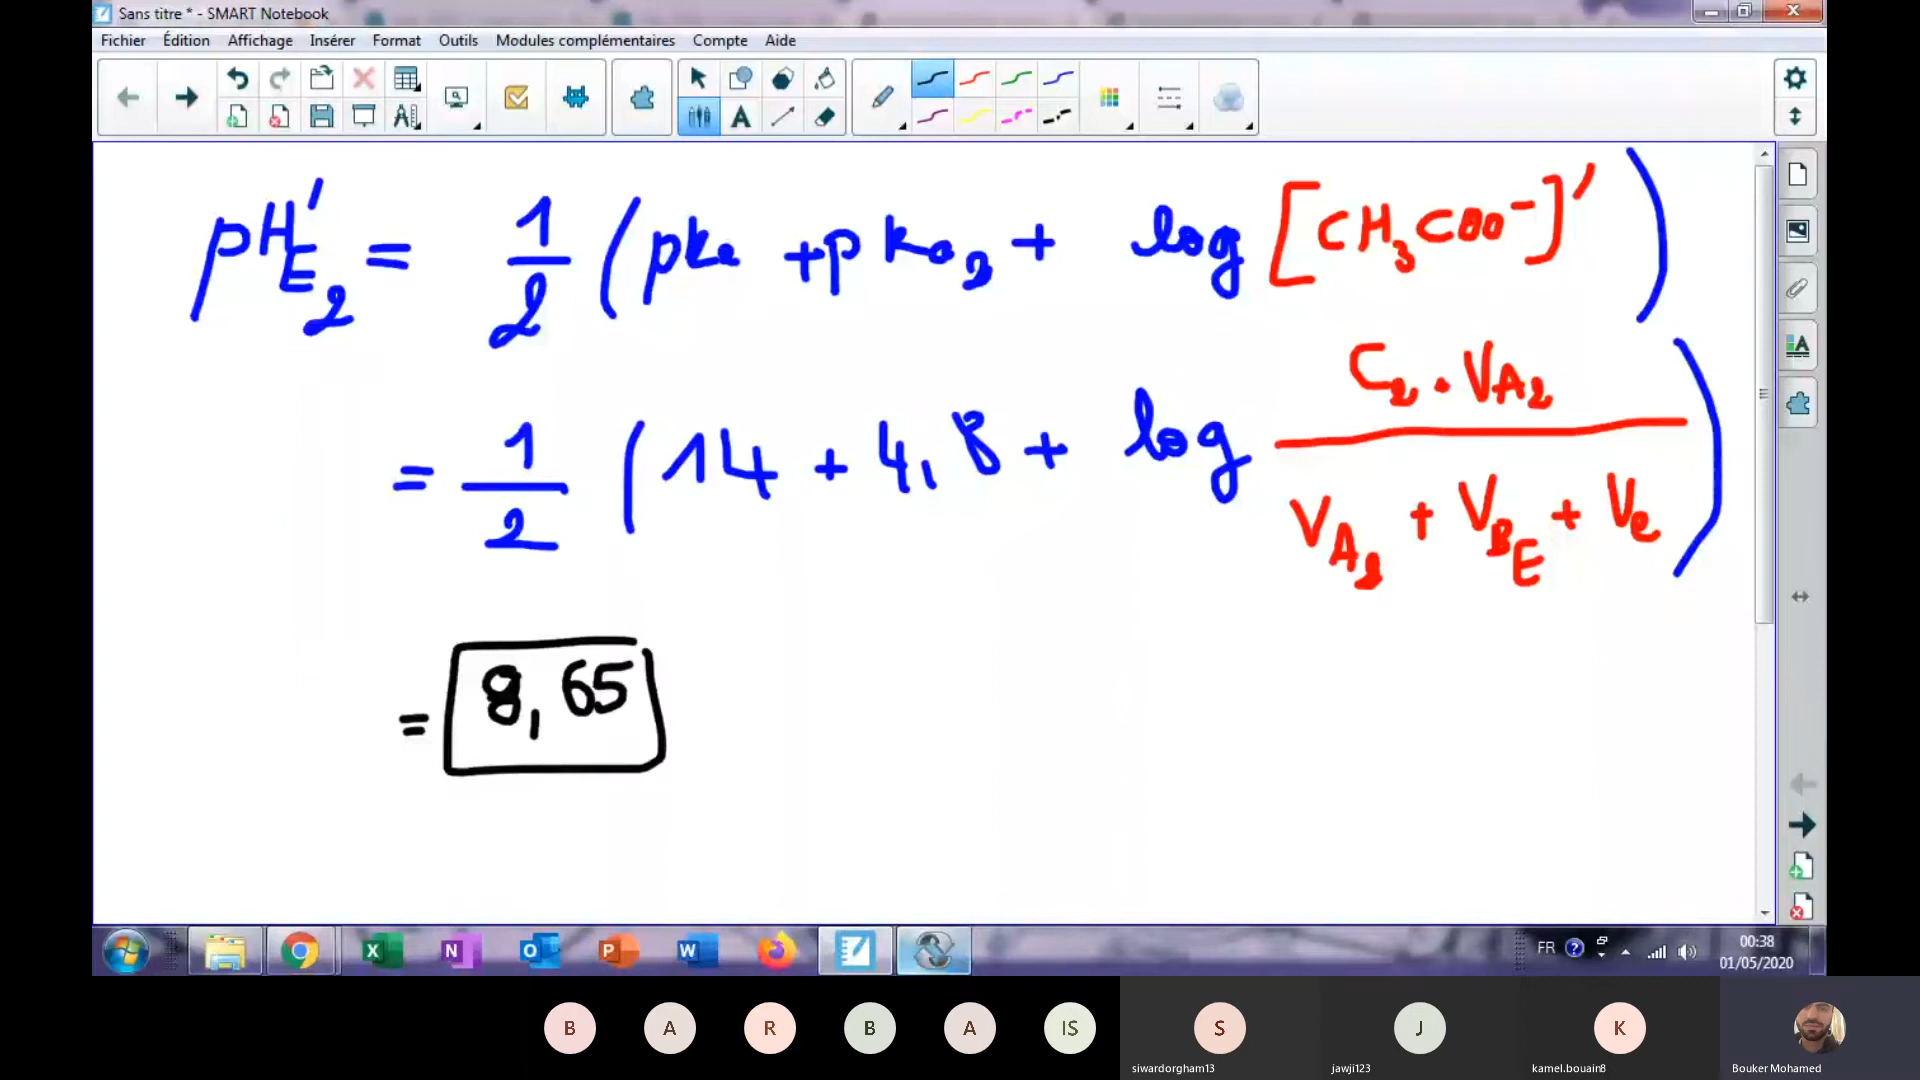 Sans titre * - SMART Notebook
Fichier Édition Affichage Insérer Format Outils Modules complémentaires Compte Aide
pH'E2 = 1/2 (pke + pka2 + log [CH3COO-]')
= 1/2 (14 + 4,8 + log C2 . VA2 / VA2 + VBE + Ve)
= 8,65
FR
00:38
01/05/2020
B A R B A IS S J K
siwardorgham13 jawji123 kamel.bouain8 Bouker Mohamed